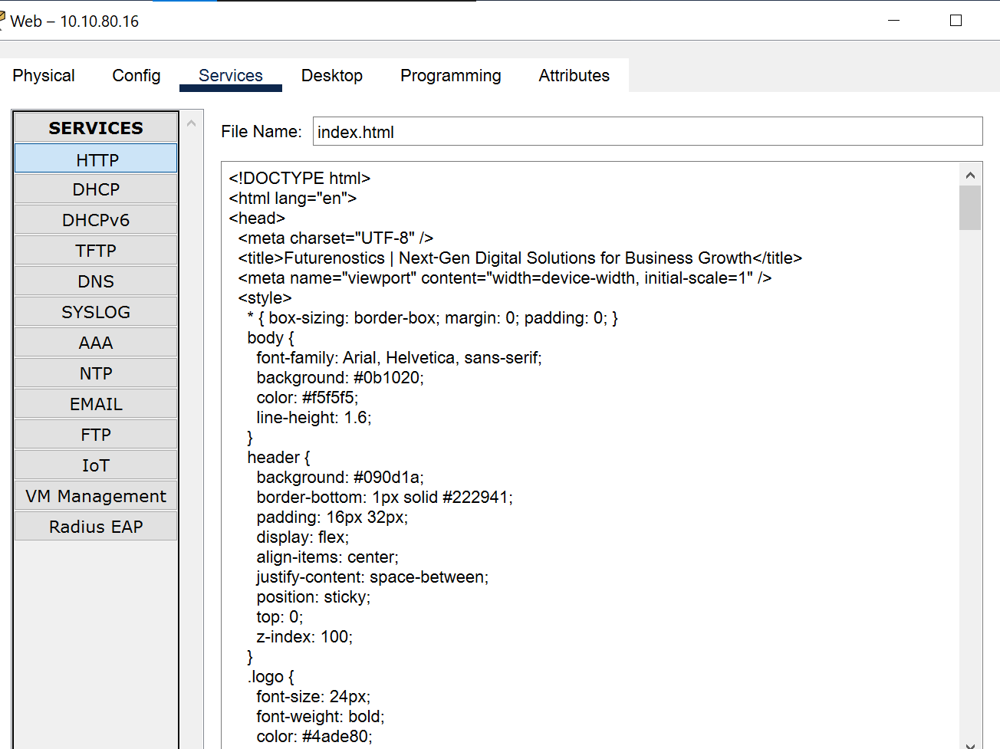 Web – 10.10.80.16
Physical Config Services Desktop Programming Attributes
SERVICES
HTTP
DHCP
DHCPv6
TFTP
DNS
SYSLOG
AAA
NTP
EMAIL
FTP
IoT
VM Management
Radius EAP
File Name: index.html
<!DOCTYPE html>
<html lang="en">
<head>
  <meta charset="UTF-8" />
  <title>Futurenostics | Next-Gen Digital Solutions for Business Growth</title>
  <meta name="viewport" content="width=device-width, initial-scale=1" />
  <style>
    * { box-sizing: border-box; margin: 0; padding: 0; }
    body {
      font-family: Arial, Helvetica, sans-serif;
      background: #0b1020;
      color: #f5f5f5;
      line-height: 1.6;
    }
    header {
      background: #090d1a;
      border-bottom: 1px solid #222941;
      padding: 16px 32px;
      display: flex;
      align-items: center;
      justify-content: space-between;
      position: sticky;
      top: 0;
      z-index: 100;
    }
    .logo {
      font-size: 24px;
      font-weight: bold;
      color: #4ade80;